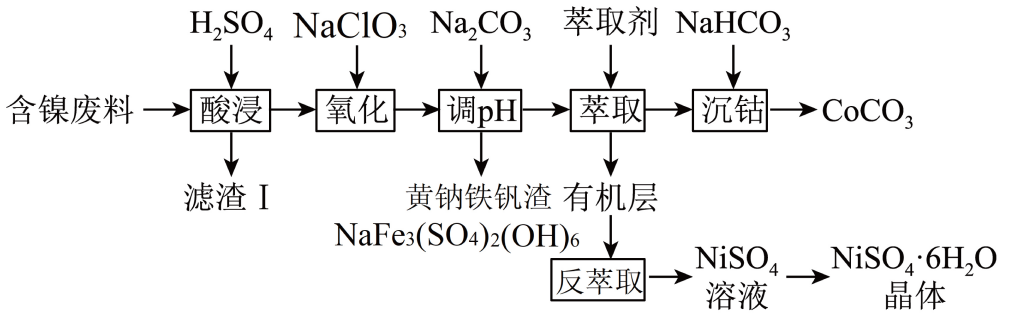 H₂SO₄ NaClO₃ Na₂CO₃ 萃取剂 NaHCO₃
含镍废料 酸浸 氧化 调pH 萃取 沉钴 CoCO₃
滤渣Ⅰ 黄钠铁钒渣 有机层
NaFe₃(SO₄)₂(OH)₆
反萃取 NiSO₄ NiSO₄·6H₂O
溶液 晶体